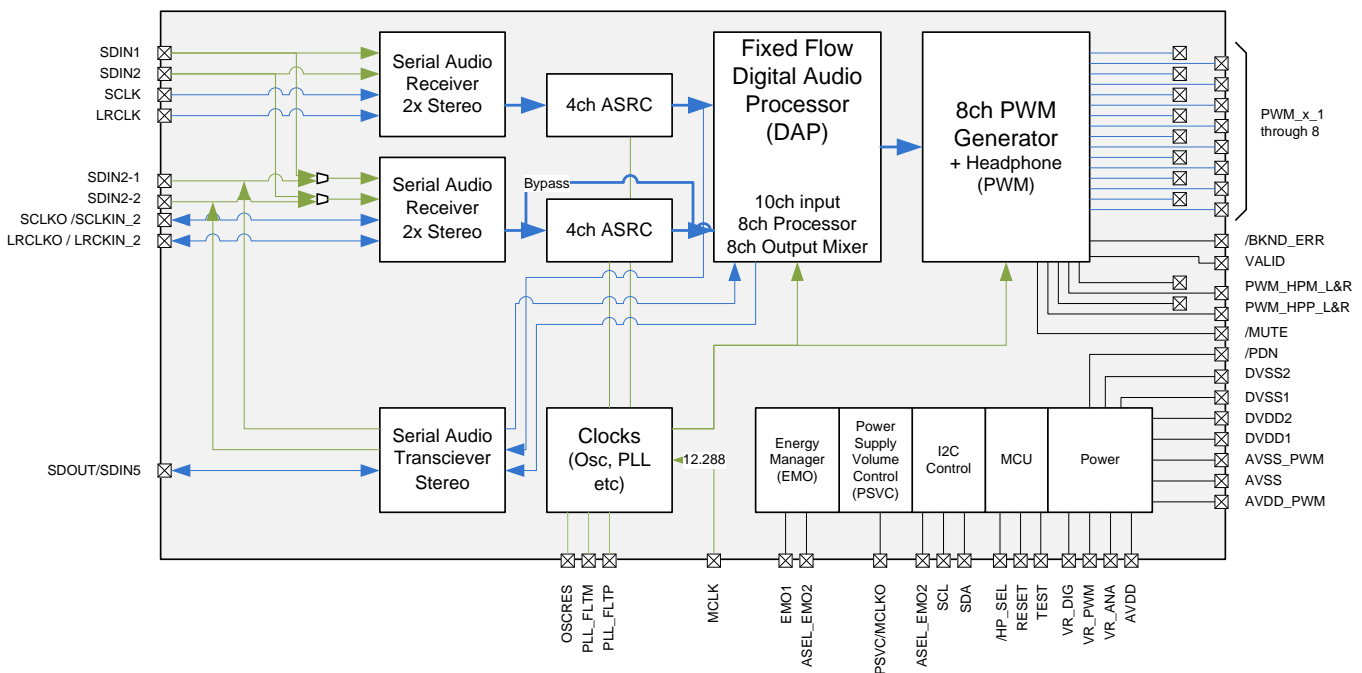 SDIN1
SDIN2
SCLK
LRCLK
SDIN2-1
SDIN2-2
SCLKO /SCLKIN_2
LRCLKO / LRCKIN_2
SDOUT/SDIN5
Serial Audio
Receiver
2x Stereo
4ch ASRC
Serial Audio
Receiver
2x Stereo
Bypass
4ch ASRC
Fixed Flow
Digital Audio
Processor
(DAP)
10ch input
8ch Processor
8ch Output Mixer
8ch PWM
Generator
+ Headphone
(PWM)
PWM_x_1
through 8
/BKND_ERR
VALID
PWM_HPM_L&R
PWM_HPP_L&R
/MUTE
/PDN
DVSS2
DVSS1
DVDD2
DVDD1
AVSS_PWM
AVSS
AVDD_PWM
Serial Audio
Transciever
Stereo
Clocks
(Osc, PLL
etc)
12.288
Energy
Manager
(EMO)
Power
Supply
Volume
Control
(PSVC)
I2C
Control
MCU
Power
OSCRES
PLL_FLTM
PLL_FLTP
MCLK
EMO1
ASEL_EMO2
PSVC/MCLKO
ASEL_EMO2
SCL
SDA
/HP_SEL
RESET
TEST
VR_DIG
VR_PWM
VR_ANA
AVDD